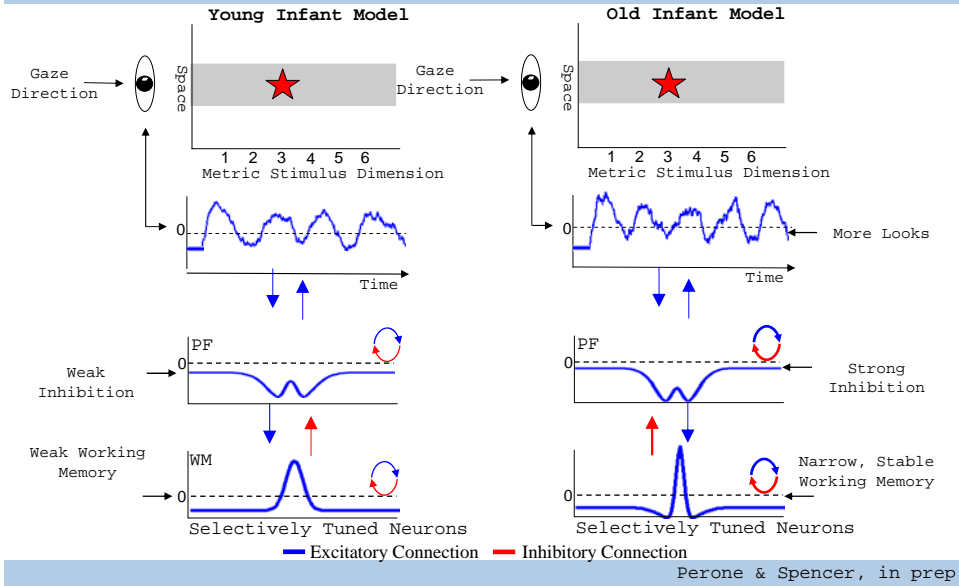 Young Infant Model
Old Infant Model
Gaze
Direction
Space
1 2 3 4 5 6
Metric Stimulus Dimension
Gaze
Direction
Space
1 2 3 4 5 6
Metric Stimulus Dimension
0
Time
0
More Looks
Time
PF
0
Weak
Inhibition
PF
0
Strong
Inhibition
Weak Working
Memory
WM
0
Selectively Tuned Neurons
0
Narrow, Stable
Working Memory
Selectively Tuned Neurons
Excitatory Connection
Inhibitory Connection
Perone & Spencer, in prep